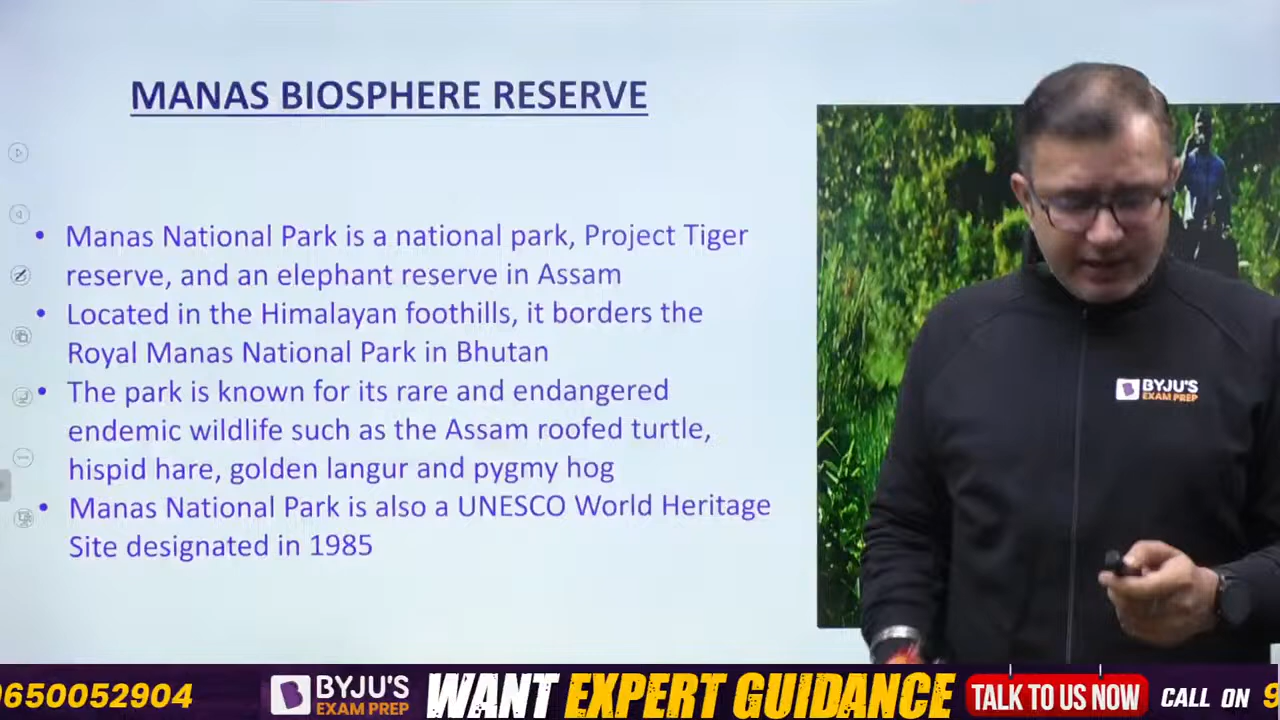 MANAS BIOSPHERE RESERVE
• Manas National Park is a national park, Project Tiger
reserve, and an elephant reserve in Assam
• Located in the Himalayan foothills, it borders the
Royal Manas National Park in Bhutan
• The park is known for its rare and endangered
endemic wildlife such as the Assam roofed turtle,
hispid hare, golden langur and pygmy hog
• Manas National Park is also a UNESCO World Heritage
Site designated in 1985
BYJU'S
EXAM PREP
9650052904
BYJU'S
EXAM PREP
WANT EXPERT GUIDANCE
TALK TO US NOW
CALL ON 9